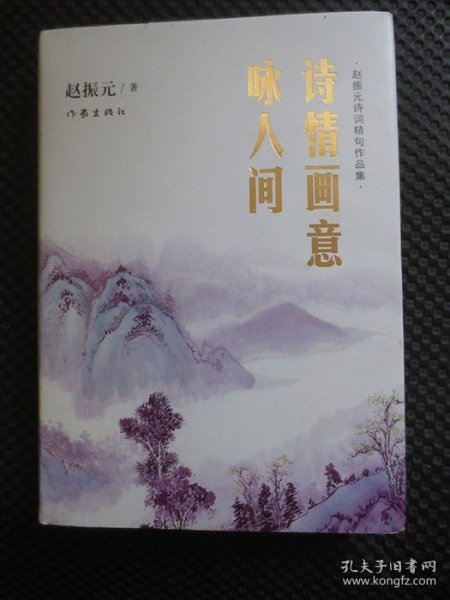 赵振元/著
作家出版社
·赵振元诗词精句作品集·
诗情画意
咏人间
孔夫子旧书网
www.kongfz.com